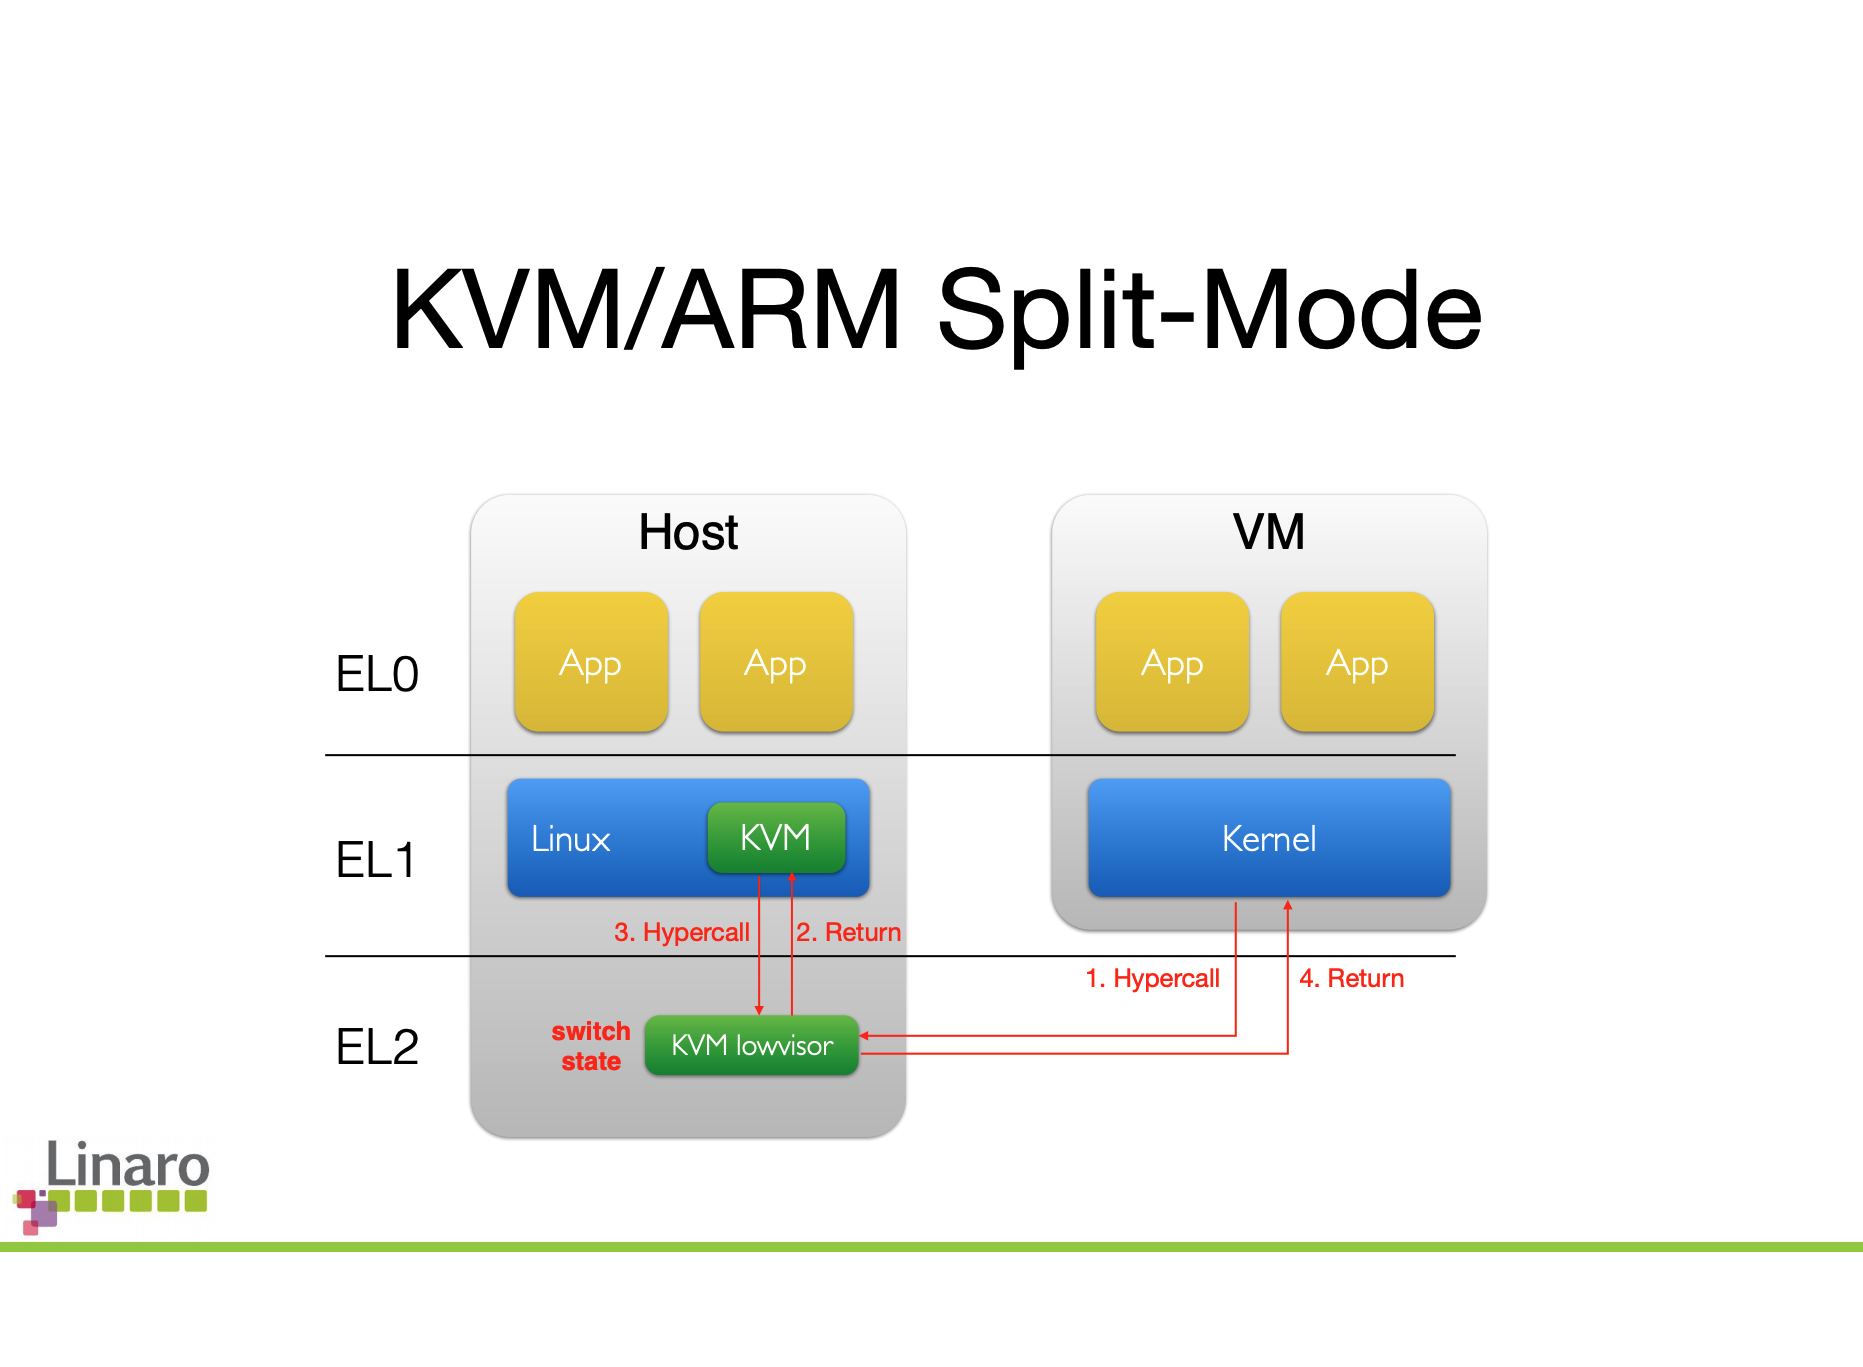 KVM/ARM Split-Mode
Host
VM
EL0
App
App
App
App
EL1
Linux
KVM
Kernel
3. Hypercall
2. Return
1. Hypercall
4. Return
EL2
switch
state
KVM lowvisor
Linaro